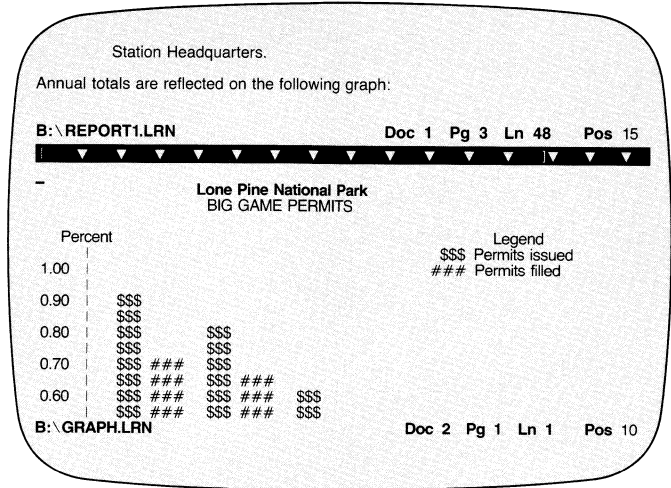 Station Headquarters.
Annual totals are reflected on the following graph:
B:\REPORT1.LRN Doc 1 Pg 3 Ln 48 Pos 15
Lone Pine National Park
BIG GAME PERMITS
Percent Legend
$$$ Permits issued
### Permits filled
1.00
0.90 $$$
$$$
0.80 $$$ $$$
$$$ $$$
0.70 $$$ ### $$$
$$$ ### $$$ ###
0.60 $$$ ### $$$ ### $$$
$$$ ### $$$ ### $$$
B:\GRAPH.LRN Doc 2 Pg 1 Ln 1 Pos 10